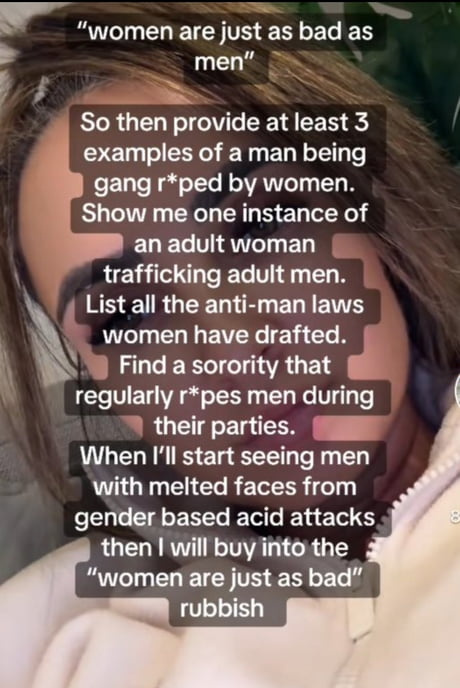 “women are just as bad as
men”
So then provide at least 3
examples of a man being
gang r*ped by women.
Show me one instance of
an adult woman
trafficking adult men.
List all the anti-man laws
women have drafted.
Find a sorority that
regularly r*pes men during
their parties.
When I’ll start seeing men
with melted faces from
gender based acid attacks
then I will buy into the
“women are just as bad”
rubbish
8